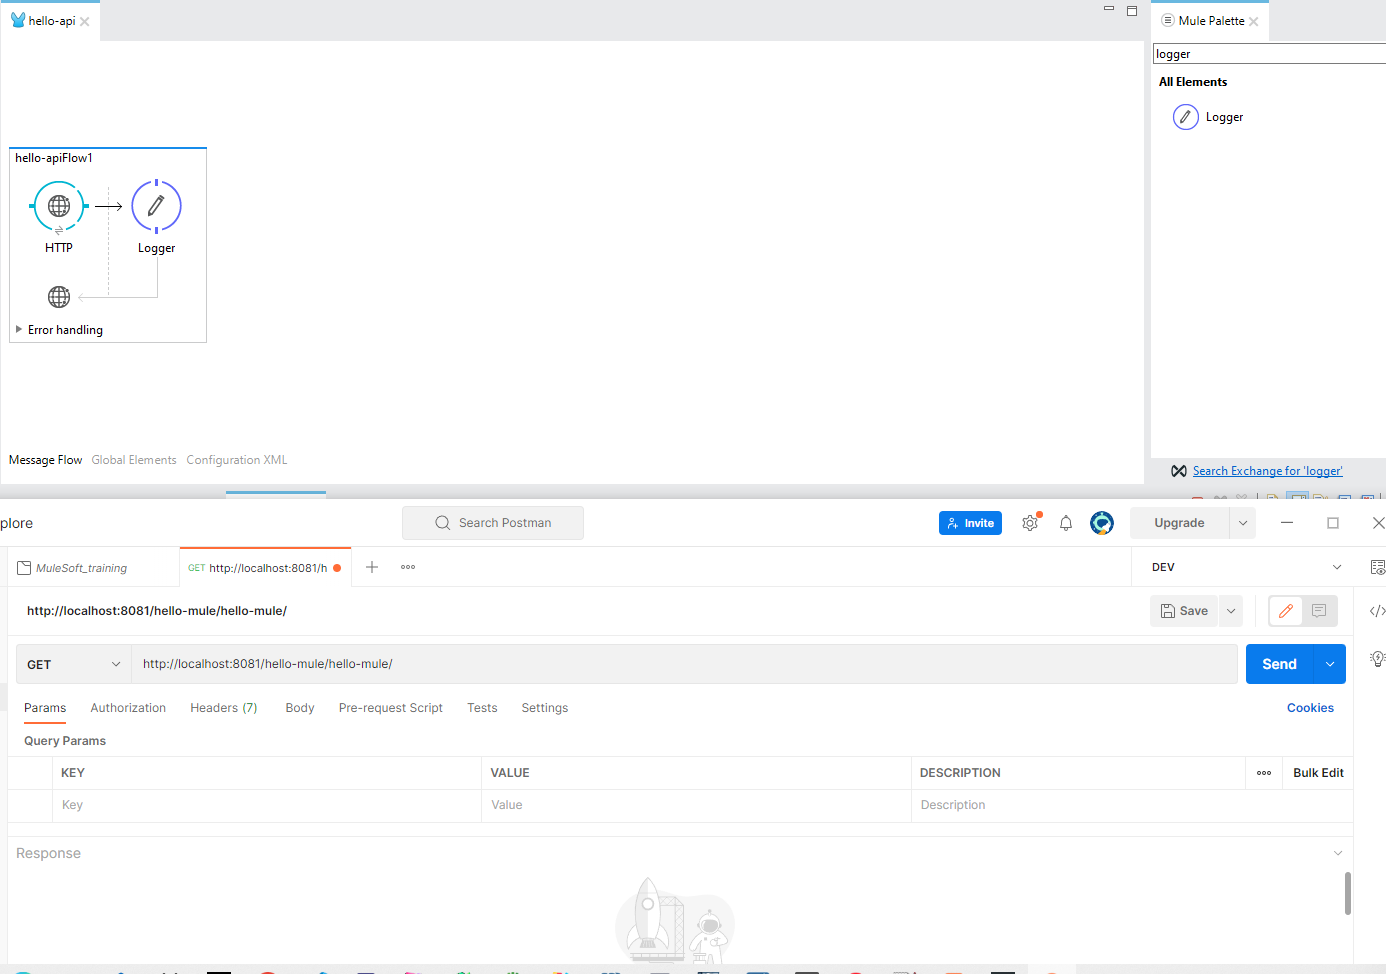 hello-api
Mule Palette
logger
All Elements
Logger
hello-apiFlow1
HTTP
Logger
Error handling
Message Flow Global Elements Configuration XML
Search Exchange for 'logger'
plore
Search Postman
Invite
Upgrade
MuleSoft_training
GET http://localhost:8081/h
DEV
http://localhost:8081/hello-mule/hello-mule/
Save
GET
http://localhost:8081/hello-mule/hello-mule/
Send
Params Authorization Headers (7) Body Pre-request Script Tests Settings
Cookies
Query Params
KEY VALUE DESCRIPTION Bulk Edit
Key Value Description
Response